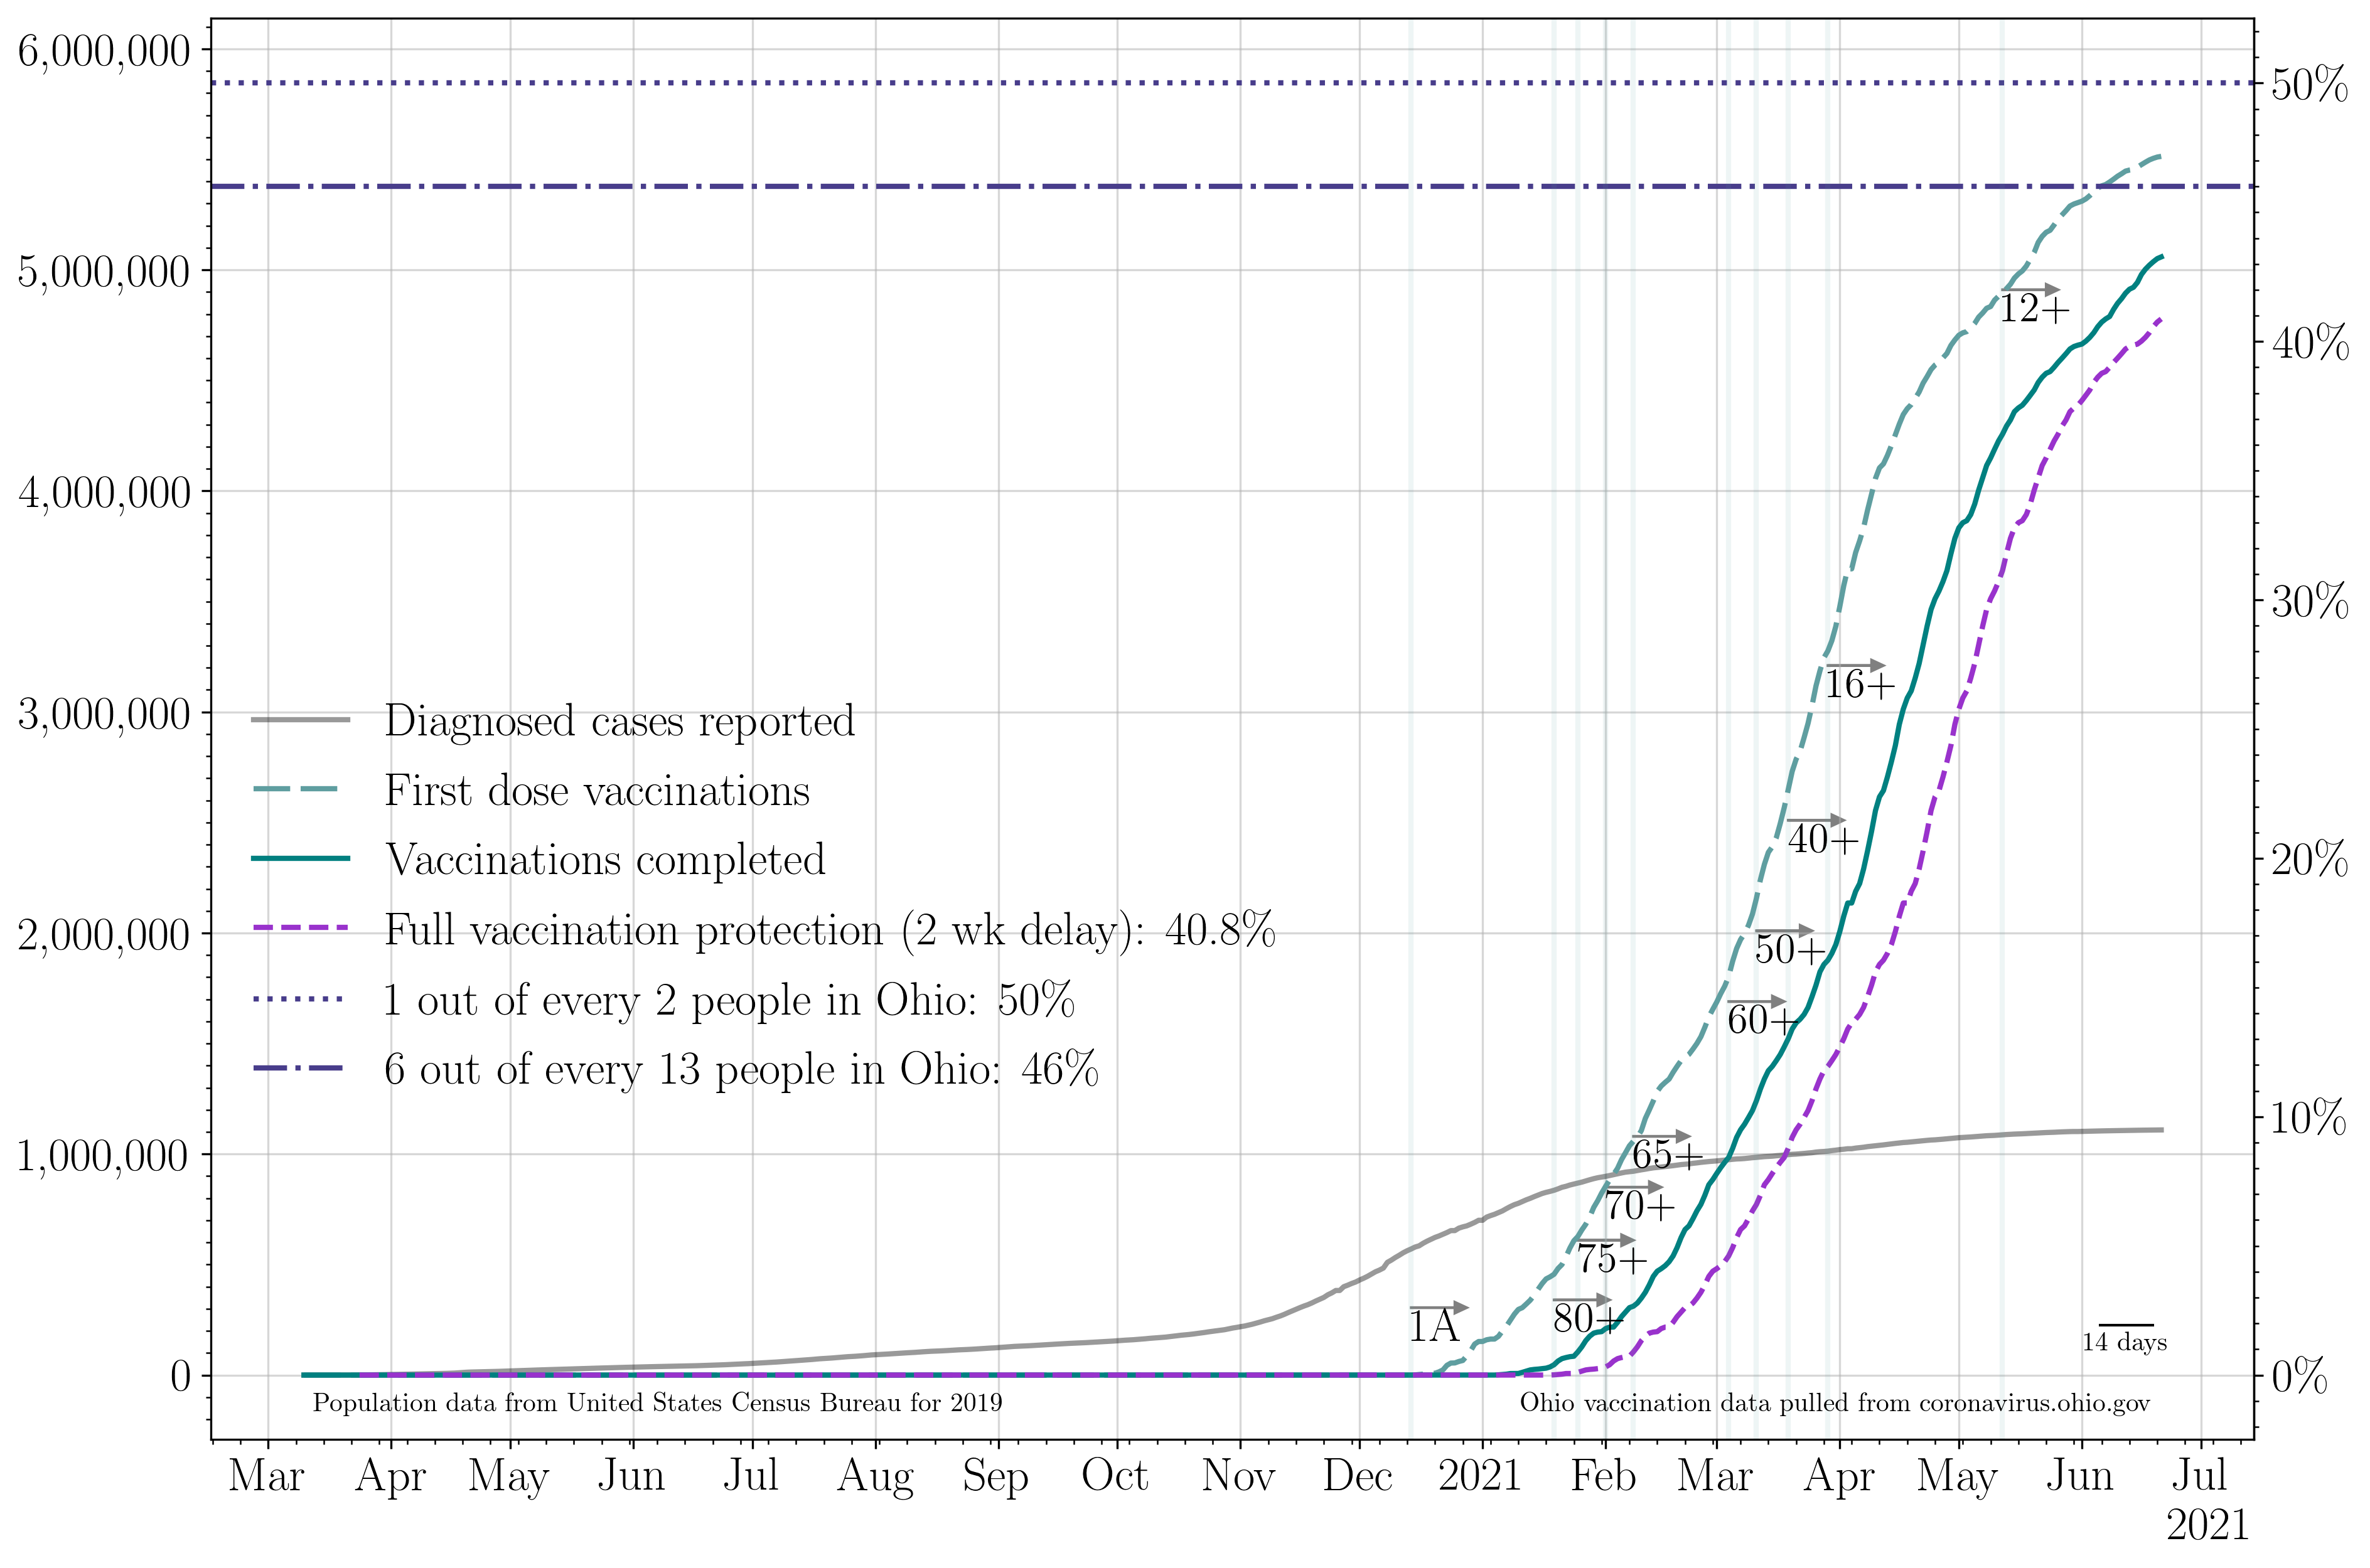 6,000,000
50%
5,000,000
12+
40%
4,000,000
30%
16+
3,000,000
Diagnosed cases reported
First dose vaccinations
40+
Vaccinations completed
20%
2,000,000
Full vaccination protection (2 wk delay): 40.8%
50+
1 out of every 2 people in Ohio: 50%
60+
6 out of every 13 people in Ohio: 46%
10%
1,000,000
65+
70+
75+
80+
1A
14 days
0
0%
Population data from United States Census Bureau for 2019
Ohio vaccination data pulled from coronavirus.ohio.gov
Mar Apr May Jun Jul Aug Sep Oct Nov Dec 2021 Feb Mar Apr May Jun Jul
2021